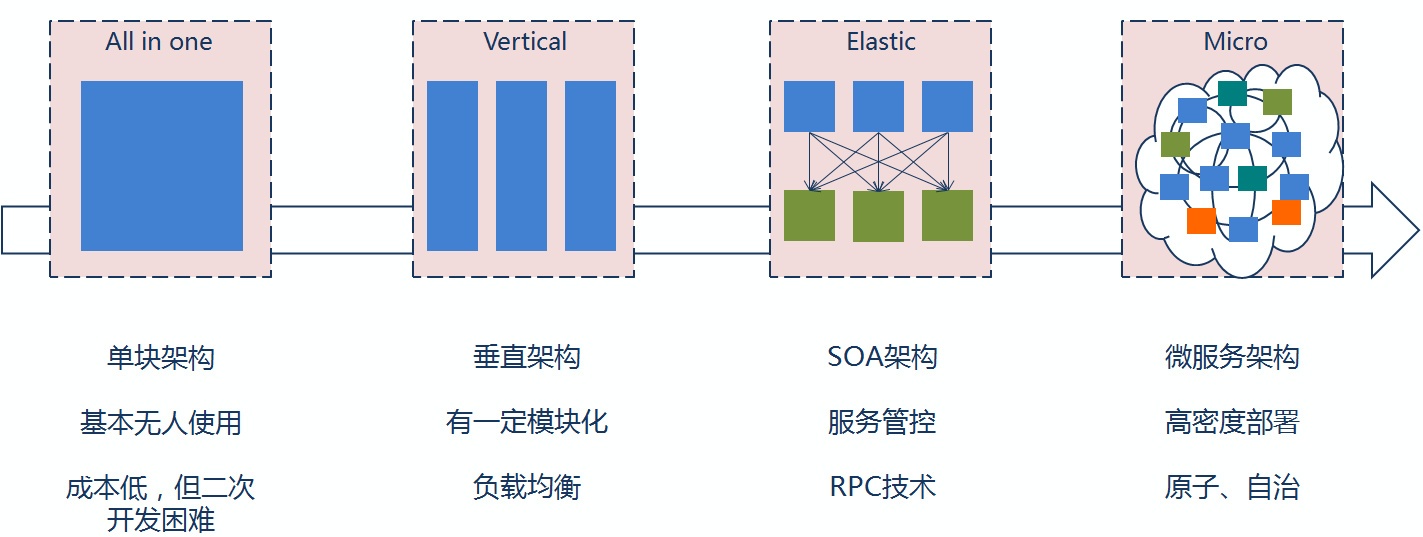 All in one
Vertical
Elastic
Micro
单块架构
垂直架构
SOA架构
微服务架构
基本无人使用
有一定模块化
服务管控
高密度部署
成本低，但二次
开发困难
负载均衡
RPC技术
原子、自治